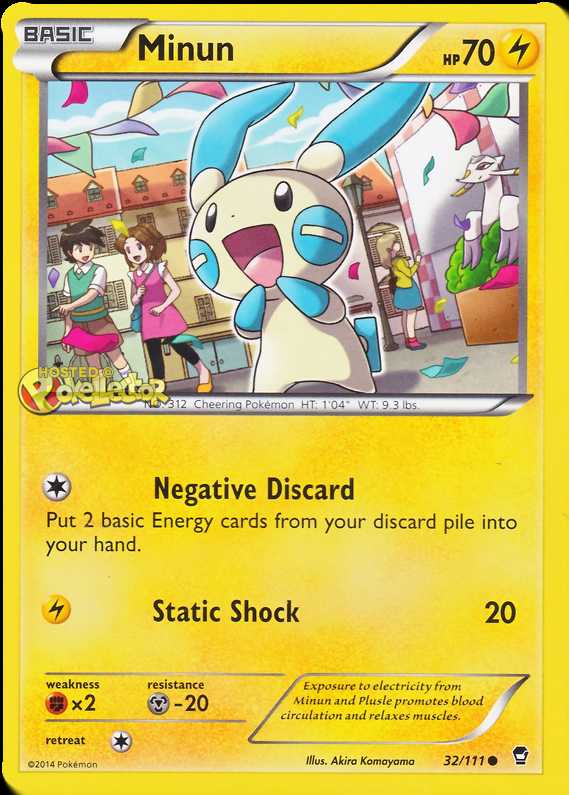 BASIC
Minun
HP70
HOSTED @
PokéLLector
NO. 312 Cheering Pokémon HT: 1'04" WT: 9.3 lbs.
Negative Discard
Put 2 basic Energy cards from your discard pile into
your hand.
Static Shock 20
weakness resistance
×2 -20
Exposure to electricity from
Minun and Plusle promotes blood
circulation and relaxes muscles.
retreat
©2014 Pokémon
Illus. Akira Komayama
32/111